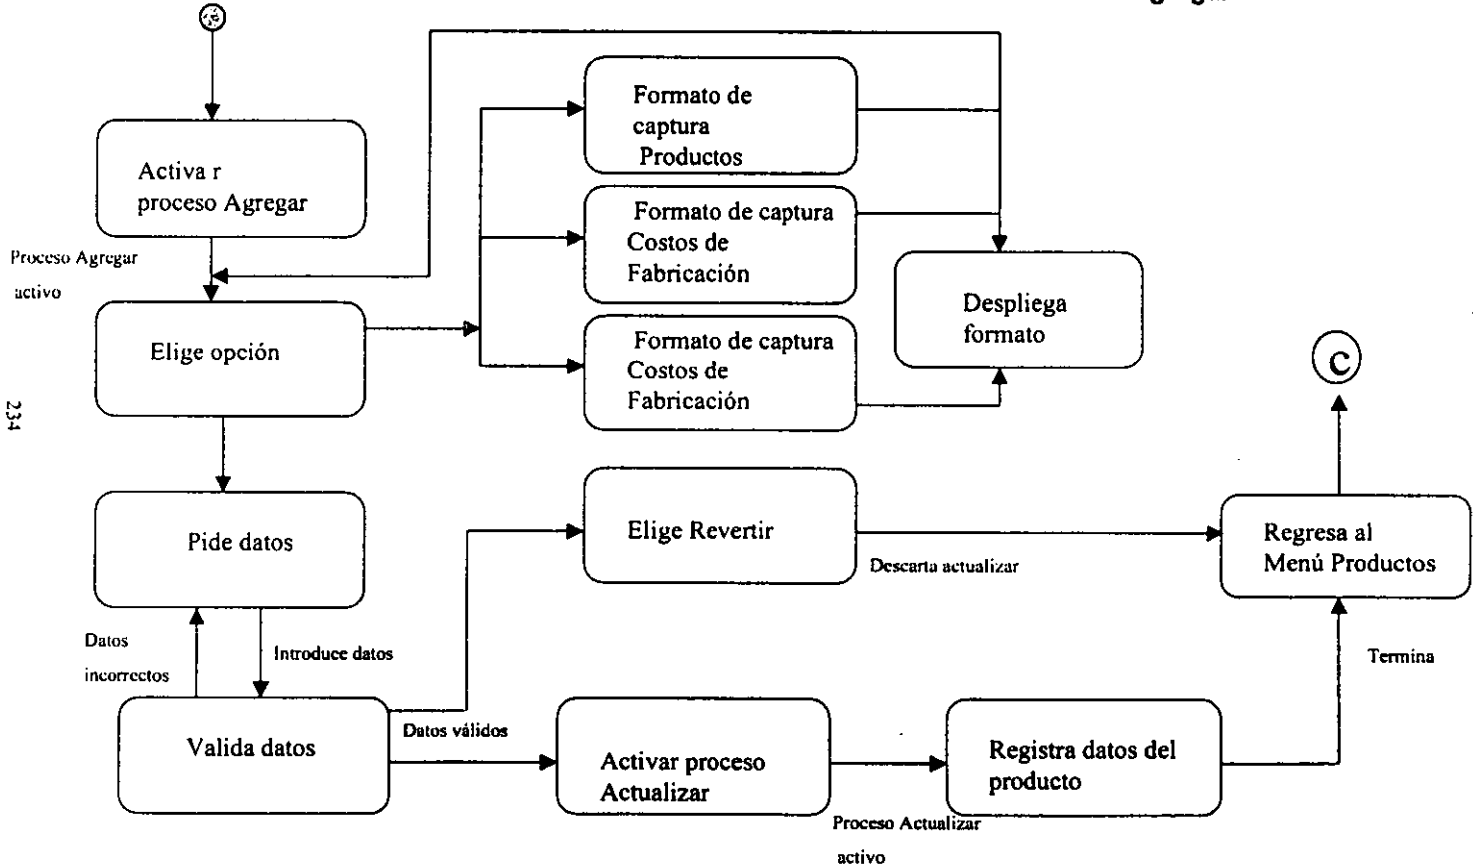 Activa r
proceso Agregar
Proceso Agregar
activo
Elige opción
Formato de
captura
Productos
Formato de captura
Costos de
Fabricación
Formato de captura
Costos de
Fabricación
Despliega
formato
C
234
Pide datos
Elige Revertir
Descarta actualizar
Regresa al
Menú Productos
Datos
incorrectos
Introduce datos
Termina
Valida datos
Datos válidos
Activar proceso
Actualizar
Proceso Actualizar
activo
Registra datos del
producto